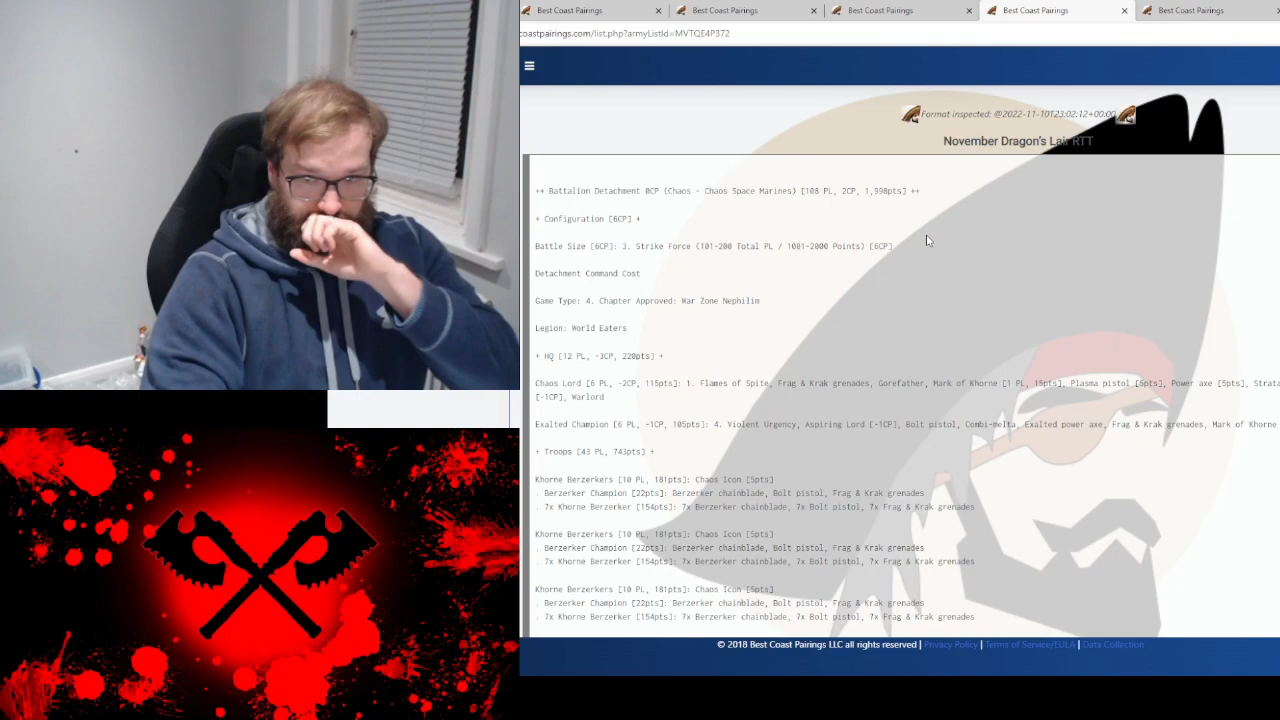 Best Coast Pairings
Best Coast Pairings
Best Coast Pairings
Best Coast Pairings
Best Coast Pairings
coastpairings.com/list.php?armyListId=MVTQE4P372
Format inspected: @2022-11-10T23:02:12+00:00
November Dragon's Lair RTT
++ Battalion Detachment 0CP (Chaos - Chaos Space Marines) [108 PL, 2CP, 1,998pts] ++
+ Configuration [6CP] +
Battle Size [6CP]: 3. Strike Force (101-200 Total PL / 1001-2000 Points) [6CP]
Detachment Command Cost
Game Type: 4. Chapter Approved: War Zone Nephilim
Legion: World Eaters
+ HQ [12 PL, -3CP, 220pts] +
Chaos Lord [6 PL, -2CP, 115pts]: 1. Flames of Spite, Frag & Krak grenades, Gorefather, Mark of Khorne [1 PL, 15pts], Plasma pistol [5pts], Power axe [5pts], Strata
[-1CP], Warlord
Exalted Champion [6 PL, -1CP, 105pts]: 4. Violent Urgency, Aspiring Lord [-1CP], Bolt pistol, Combi-melta, Exalted power axe, Frag & Krak grenades, Mark of Khorne
+ Troops [43 PL, 743pts] +
Khorne Berzerkers [10 PL, 181pts]: Chaos Icon [5pts]
. Berzerker Champion [22pts]: Berzerker chainblade, Bolt pistol, Frag & Krak grenades
. 7x Khorne Berzerker [154pts]: 7x Berzerker chainblade, 7x Bolt pistol, 7x Frag & Krak grenades
Khorne Berzerkers [10 PL, 181pts]: Chaos Icon [5pts]
. Berzerker Champion [22pts]: Berzerker chainblade, Bolt pistol, Frag & Krak grenades
. 7x Khorne Berzerker [154pts]: 7x Berzerker chainblade, 7x Bolt pistol, 7x Frag & Krak grenades
Khorne Berzerkers [10 PL, 181pts]: Chaos Icon [5pts]
. Berzerker Champion [22pts]: Berzerker chainblade, Bolt pistol, Frag & Krak grenades
. 7x Khorne Berzerker [154pts]: 7x Berzerker chainblade, 7x Bolt pistol, 7x Frag & Krak grenades
© 2018 Best Coast Pairings LLC all rights reserved | Privacy Policy | Terms of Service/EULA | Data Collection